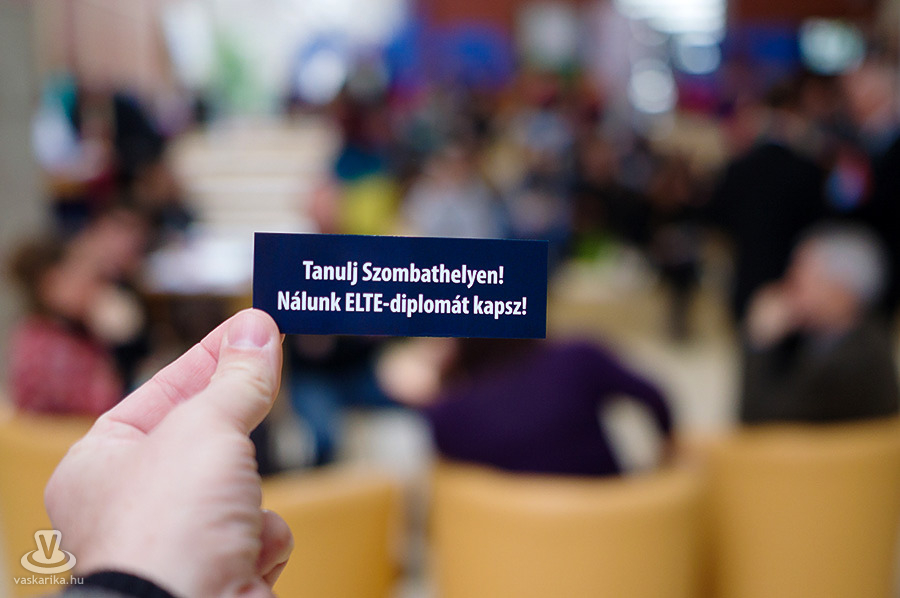 Tanulj Szombathelyen!
Nálunk ELTE-diplomát kapsz!
vaskarika.hu